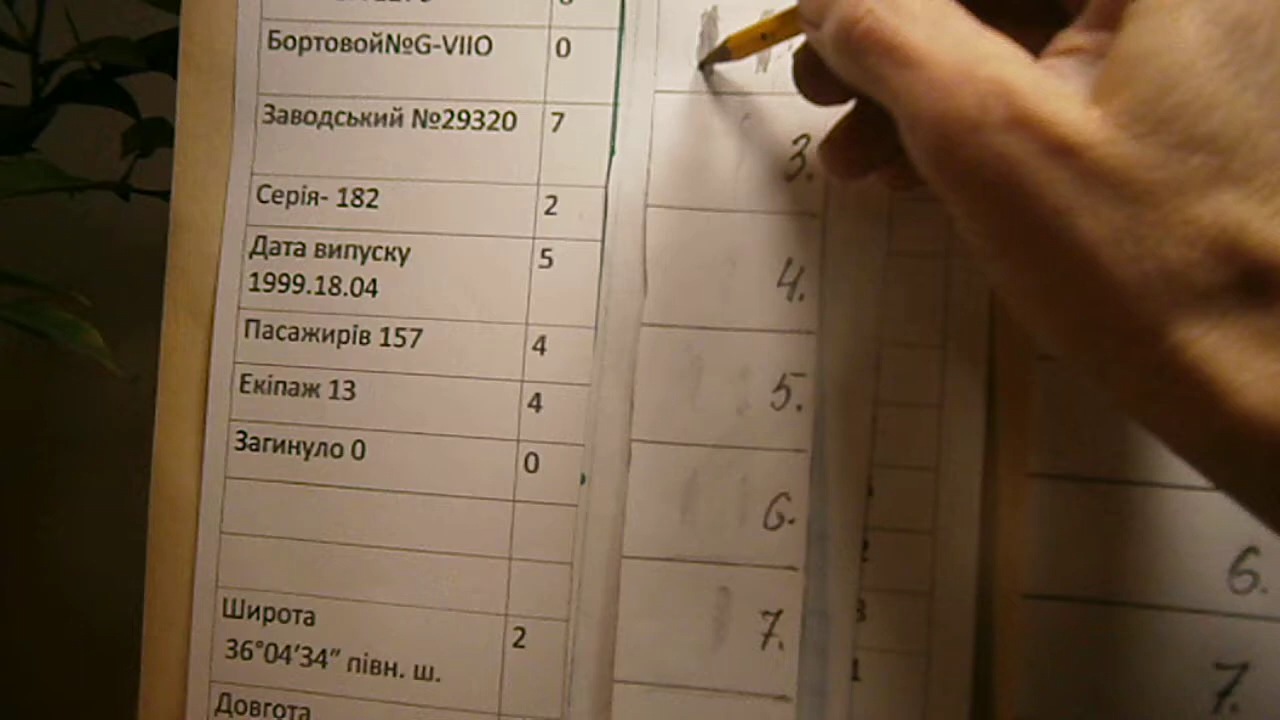 БортовойNºG-VIIO 0
Заводський Nº29320 7
Серія- 182 2
Дата випуску 5
1999.18.04
Пасажирів 157 4
Екіпаж 13 4
Загинуло 0 0
Широта 2
36°04′34″ півн. ш.
Довгота
3.
4.
5.
6.
7.
6.
7.